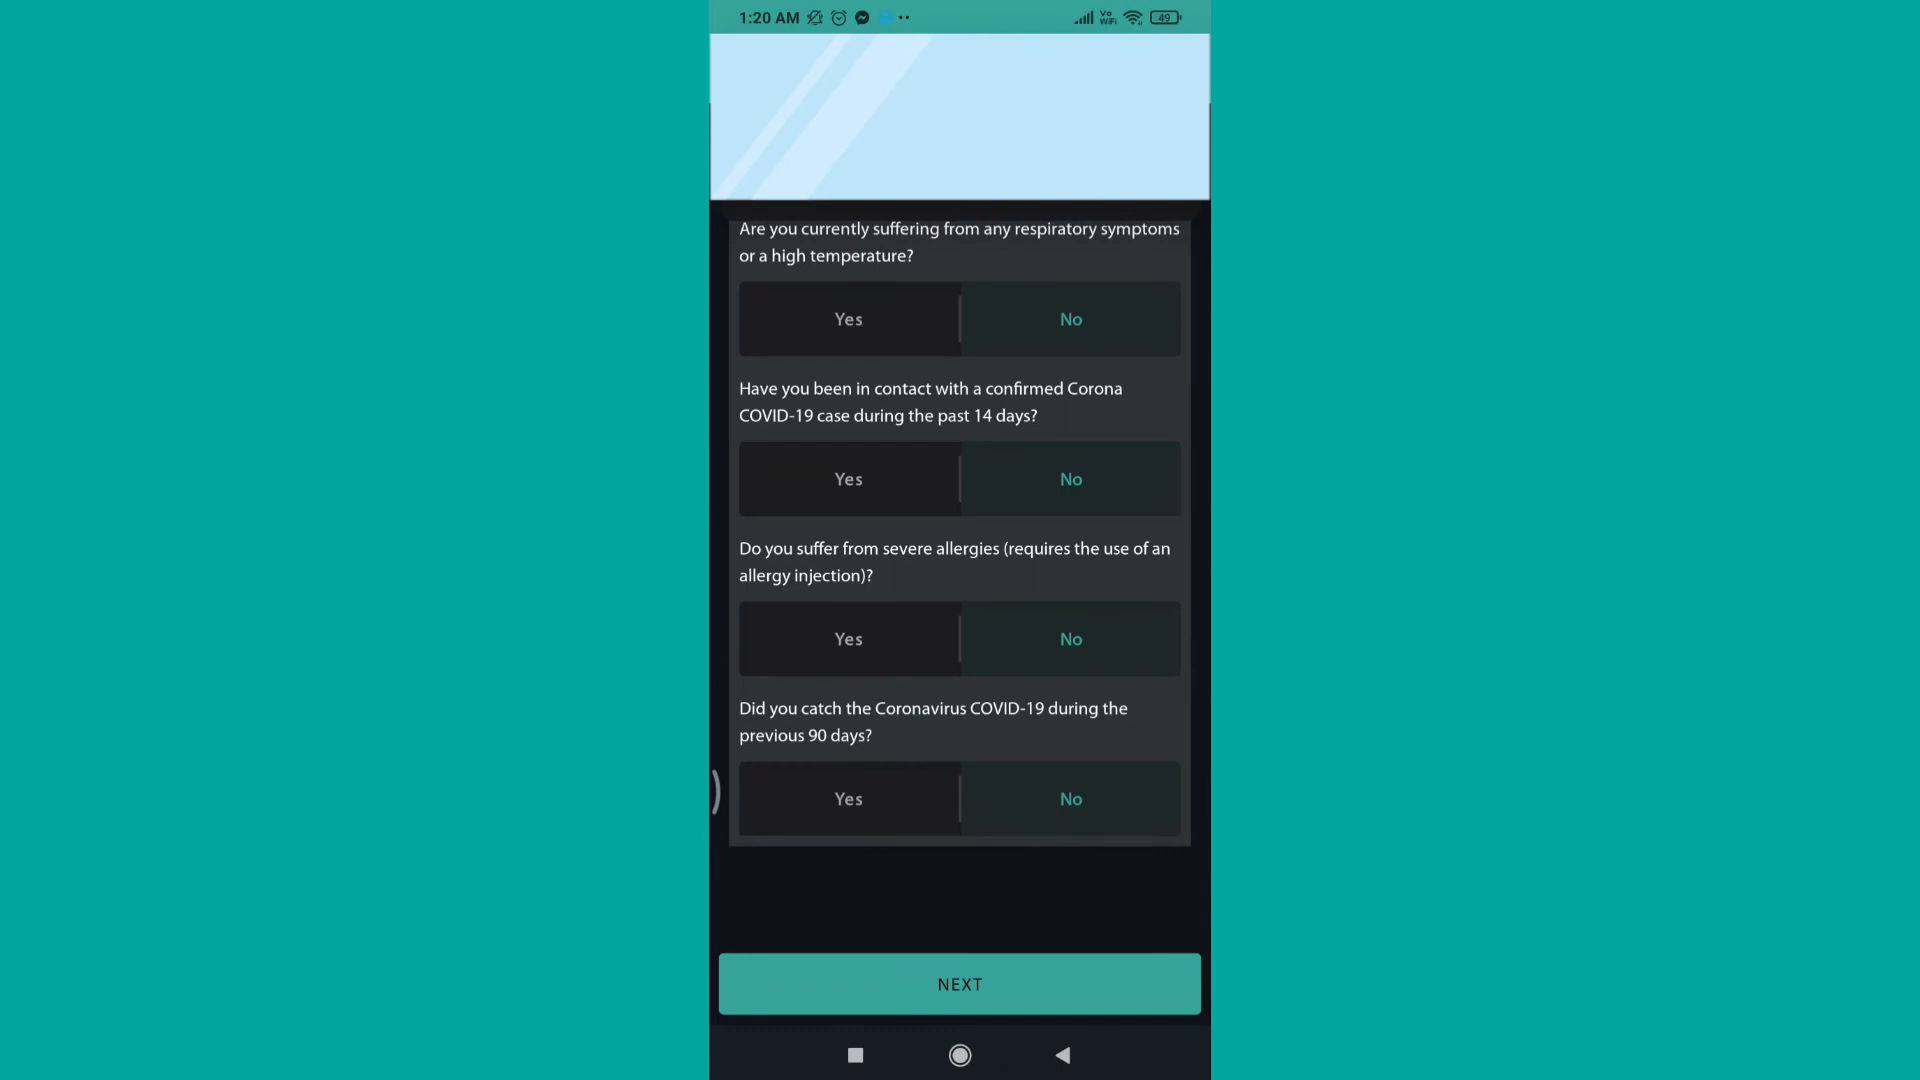 1:20 AM
Vo
WiFi
49
Are you currently suffering from any respiratory symptoms
or a high temperature?
Yes
No
Have you been in contact with a confirmed Corona
COVID-19 case during the past 14 days?
Yes
No
Do you suffer from severe allergies (requires the use of an
allergy injection)?
Yes
No
Did you catch the Coronavirus COVID-19 during the
previous 90 days?
Yes
No
NEXT